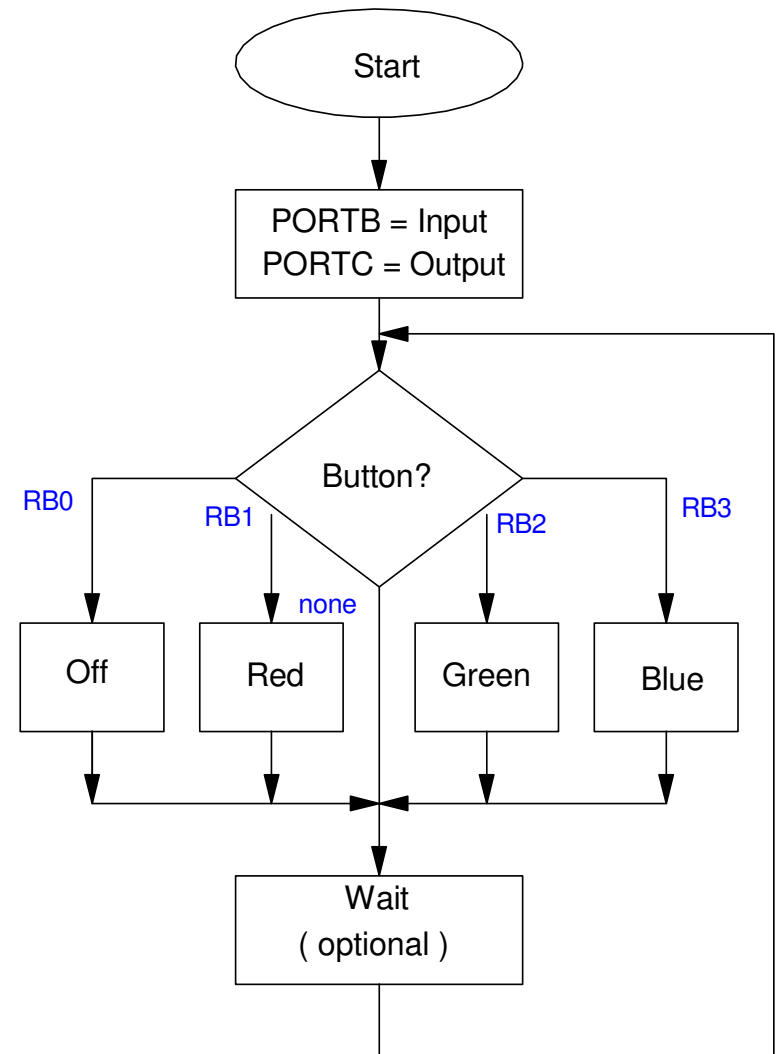 Start
PORTB = Input
PORTC = Output
Button?
RB0
RB1
RB2
RB3
none
Off
Red
Green
Blue
Wait
( optional )